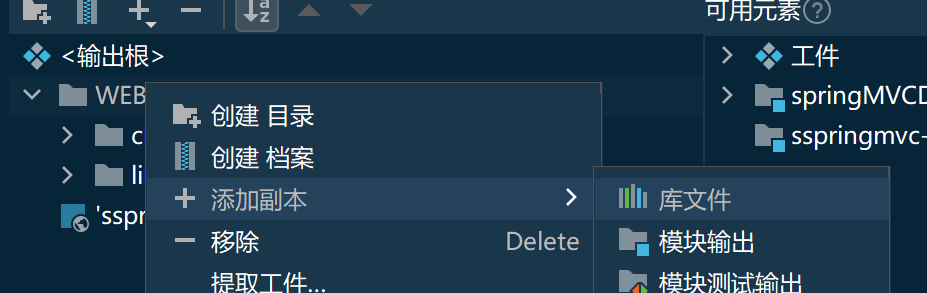 可用元素
<输出根>
工件
WEB
springMVCD
创建 目录
sspringmvc-
创建 档案
添加副本
库文件
'sspr
移除 Delete
模块输出
提取工件...
模块测试输出